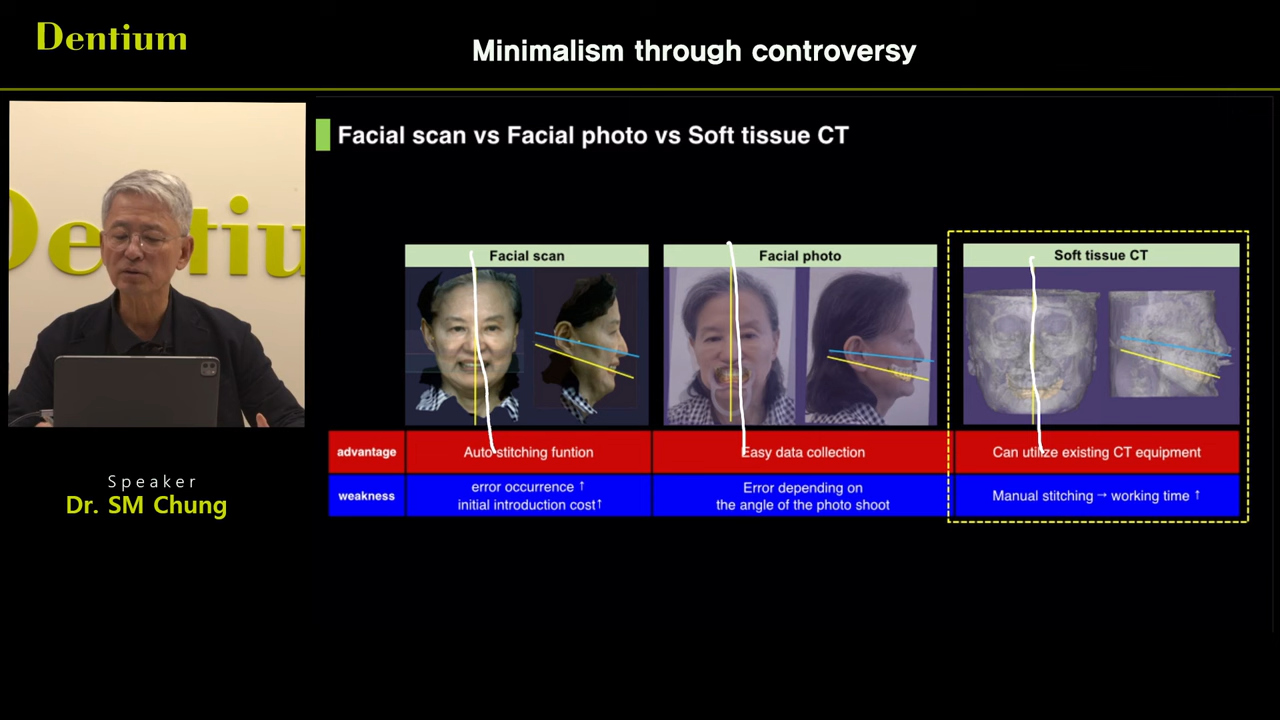 Dentium
Minimalism through controversy
Facial scan vs Facial photo vs Soft tissue CT
Dentiu
Facial scan
Facial photo
Soft tissue CT
advantage
Auto stitching funtion
Easy data collection
Can utilize existing CT equipment
weakness
error occurrence ↑
initial introduction cost↑
Error depending on
the angle of the photo shoot
Manual stitching → working time ↑
Speaker
Dr. SM Chung